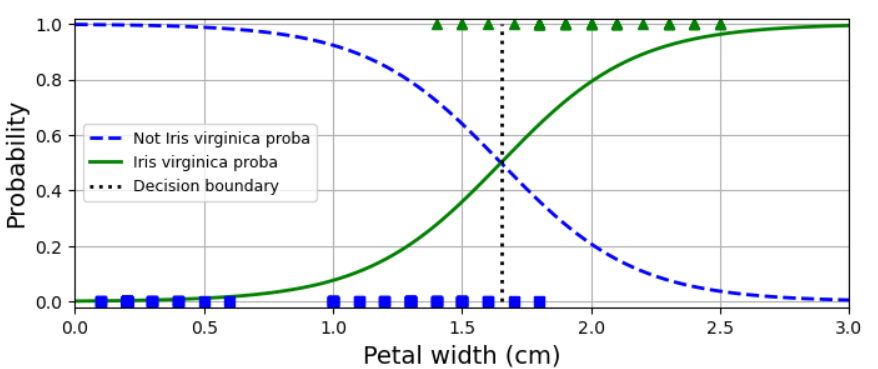 1.0
0.8
0.6
0.4
0.2
0.0
Probability
Not Iris virginica proba
Iris virginica proba
Decision boundary
0.0 0.5 1.0 1.5 2.0 2.5 3.0
Petal width (cm)